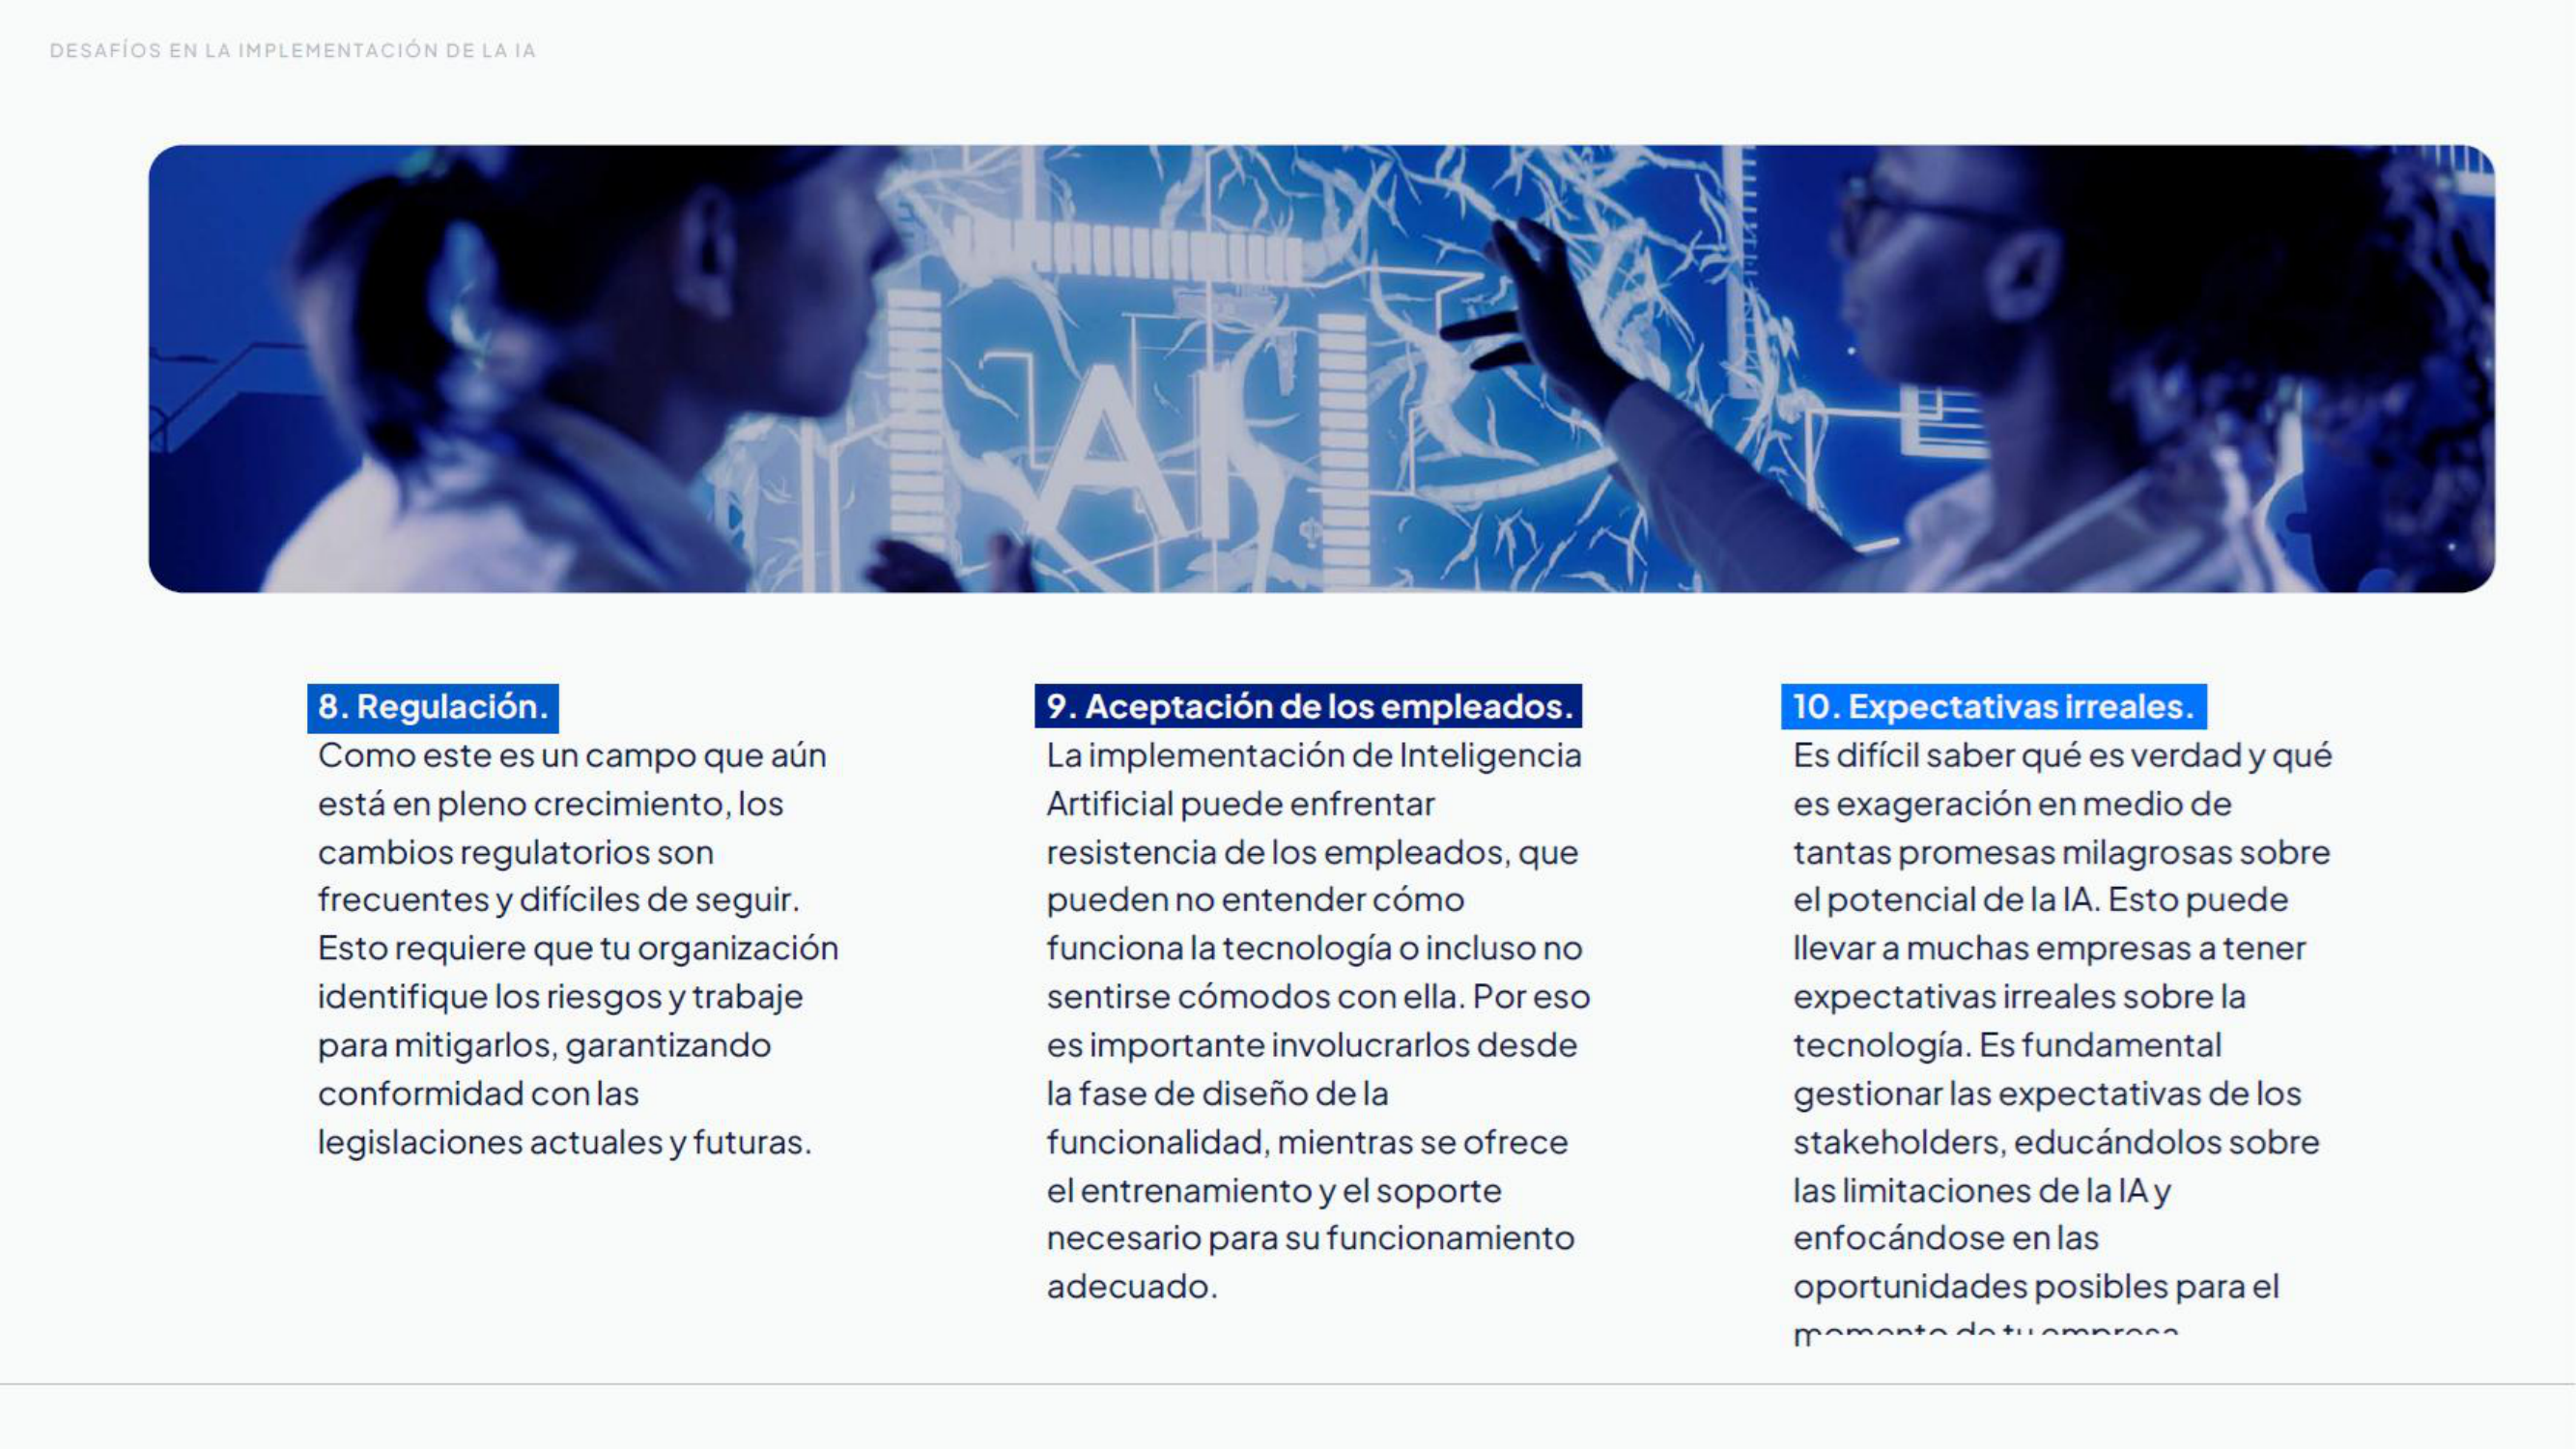 DESAFÍOS EN LA IMPLEMENTACIÓN DE LA IA
AI
8. Regulación.
Como este es un campo que aún
está en pleno crecimiento, los
cambios regulatorios son
frecuentes y difíciles de seguir.
Esto requiere que tu organización
identifique los riesgos y trabaje
para mitigarlos, garantizando
conformidad con las
legislaciones actuales y futuras.
9. Aceptación de los empleados.
La implementación de Inteligencia
Artificial puede enfrentar
resistencia de los empleados, que
pueden no entender cómo
funciona la tecnología o incluso no
sentirse cómodos con ella. Por eso
es importante involucrarlos desde
la fase de diseño de la
funcionalidad, mientras se ofrece
el entrenamiento y el soporte
necesario para su funcionamiento
adecuado.
10. Expectativas irreales.
Es difícil saber qué es verdad y qué
es exageración en medio de
tantas promesas milagrosas sobre
el potencial de la IA. Esto puede
llevar a muchas empresas a tener
expectativas irreales sobre la
tecnología. Es fundamental
gestionar las expectativas de los
stakeholders, educándolos sobre
las limitaciones de la IA y
enfocándose en las
oportunidades posibles para el
momento de tu empresa